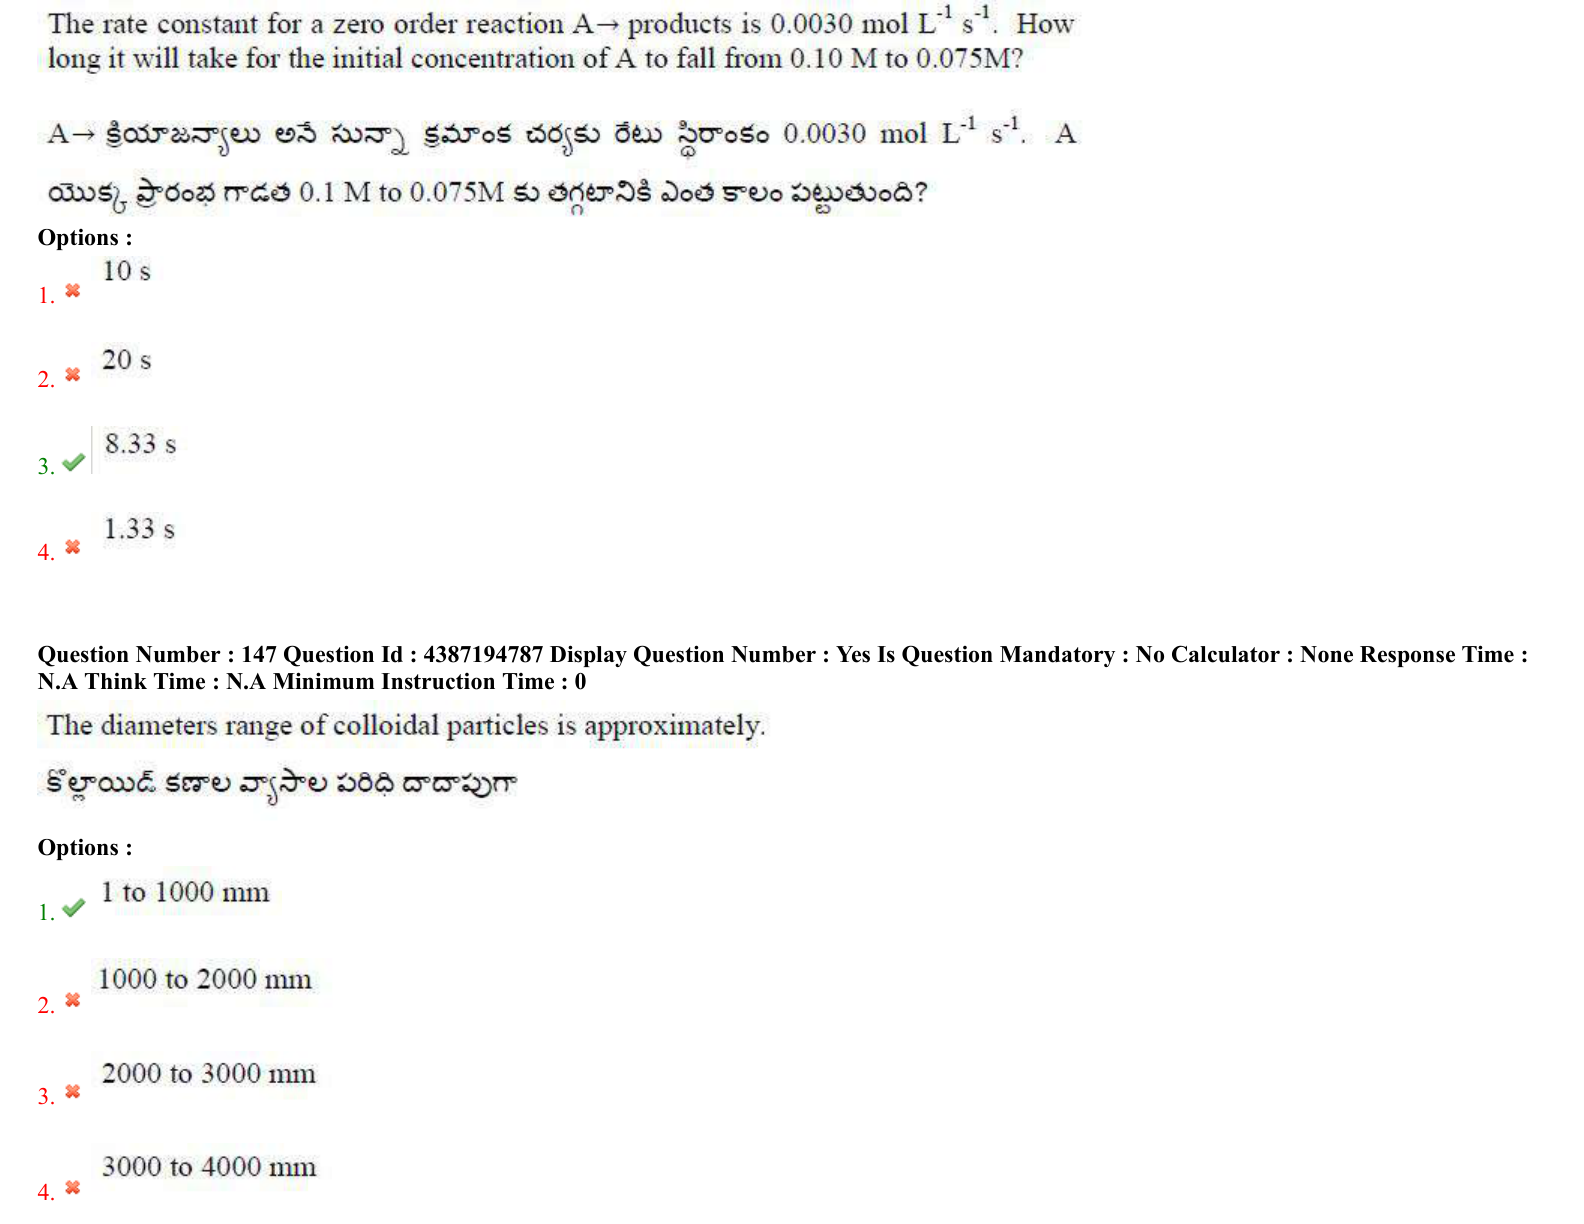 The rate constant for a zero order reaction A→ products is 0.0030 mol L⁻¹ s⁻¹. How
long it will take for the initial concentration of A to fall from 0.10 M to 0.075M?
A→ క్రియాజన్యాలు అనే సున్నా క్రమాంక చర్యకు రేటు స్థిరాంకం 0.0030 mol L⁻¹ s⁻¹. A
యొక్క ప్రారంభ గాడత 0.1 M to 0.075M కు తగ్గటానికి ఎంత కాలం పట్టుతుంది?
Options :
10 s
1.
20 s
2.
8.33 s
3.
1.33 s
4.
Question Number : 147 Question Id : 4387194787 Display Question Number : Yes Is Question Mandatory : No Calculator : None Response Time :
N.A Think Time : N.A Minimum Instruction Time : 0
The diameters range of colloidal particles is approximately.
కొల్లాయిడ్ కణాల వ్యాసాల పరిధి దాదాపుగా
Options :
1 to 1000 mm
1.
1000 to 2000 mm
2.
2000 to 3000 mm
3.
3000 to 4000 mm
4.